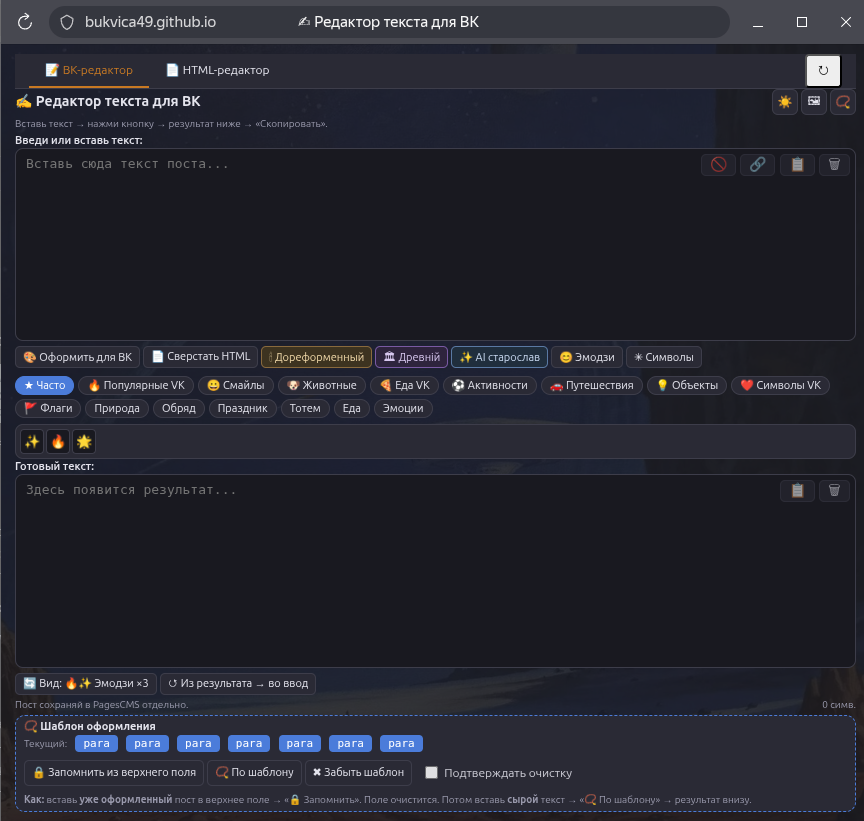 bukvica49.github.io ✍ Редактор текста для ВК
📝 ВК-редактор 📄 HTML-редактор ↻
✍️ Редактор текста для ВК
Вставь текст → нажми кнопку → результат ниже → «Скопировать».
Введи или вставь текст:
Вставь сюда текст поста...
🎨 Оформить для ВК 📄 Сверстать HTML Дореформенный 🏛 Древній ✨ AI старослав 😊 Эмодзи ✳ Символы
★ Часто 🔥 Популярные VK 😀 Смайлы 🐶 Животные 🍕 Еда VK ⚽ Активности 🚗 Путешествия 💡 Объекты ❤️ Символы VK
🚩 Флаги Природа Обряд Праздник Тотем Еда Эмоции
✨ 🔥 🌟
Готовый текст:
Здесь появится результат...
🔄 Вид: 🔥✨ Эмодзи ×3 ↺ Из результата → во ввод
Пост сохраняй в PagesCMS отдельно. 0 симв.
📿 Шаблон оформления
Текущий: para para para para para para para
🔒 Запомнить из верхнего поля 📿 По шаблону ✖ Забыть шаблон Подтверждать очистку
Как: вставь уже оформленный пост в верхнее поле → «🔒 Запомнить». Поле очистится. Потом вставь сырой текст → «📿 По шаблону» → результат внизу.